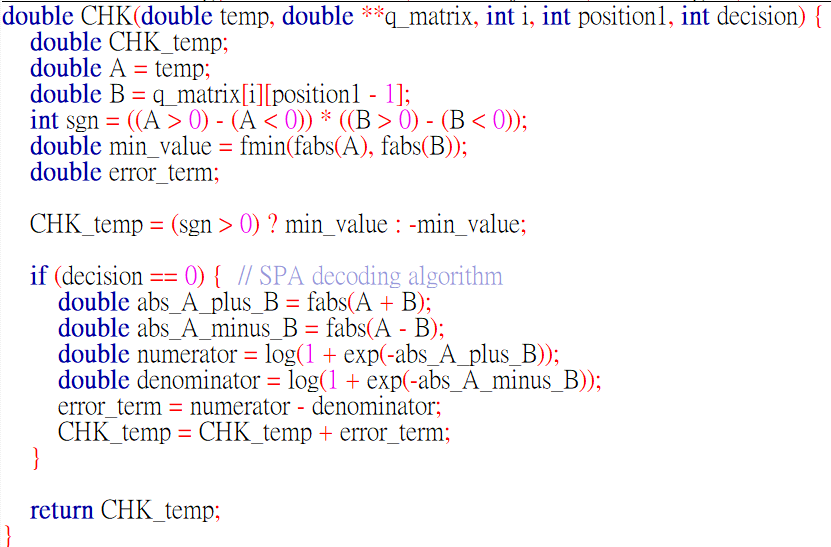 double CHK(double temp, double **q_matrix, int i, int position1, int decision) {
double CHK_temp;
double A = temp;
double B = q_matrix[i][position1 - 1];
int sgn = ((A > 0) - (A < 0)) * ((B > 0) - (B < 0));
double min_value = fmin(fabs(A), fabs(B));
double error_term;
CHK_temp = (sgn > 0) ? min_value : -min_value;
if (decision == 0) { // SPA decoding algorithm
double abs_A_plus_B = fabs(A + B);
double abs_A_minus_B = fabs(A - B);
double numerator = log(1 + exp(-abs_A_plus_B));
double denominator = log(1 + exp(-abs_A_minus_B));
error_term = numerator - denominator;
CHK_temp = CHK_temp + error_term;
}
return CHK_temp;
}